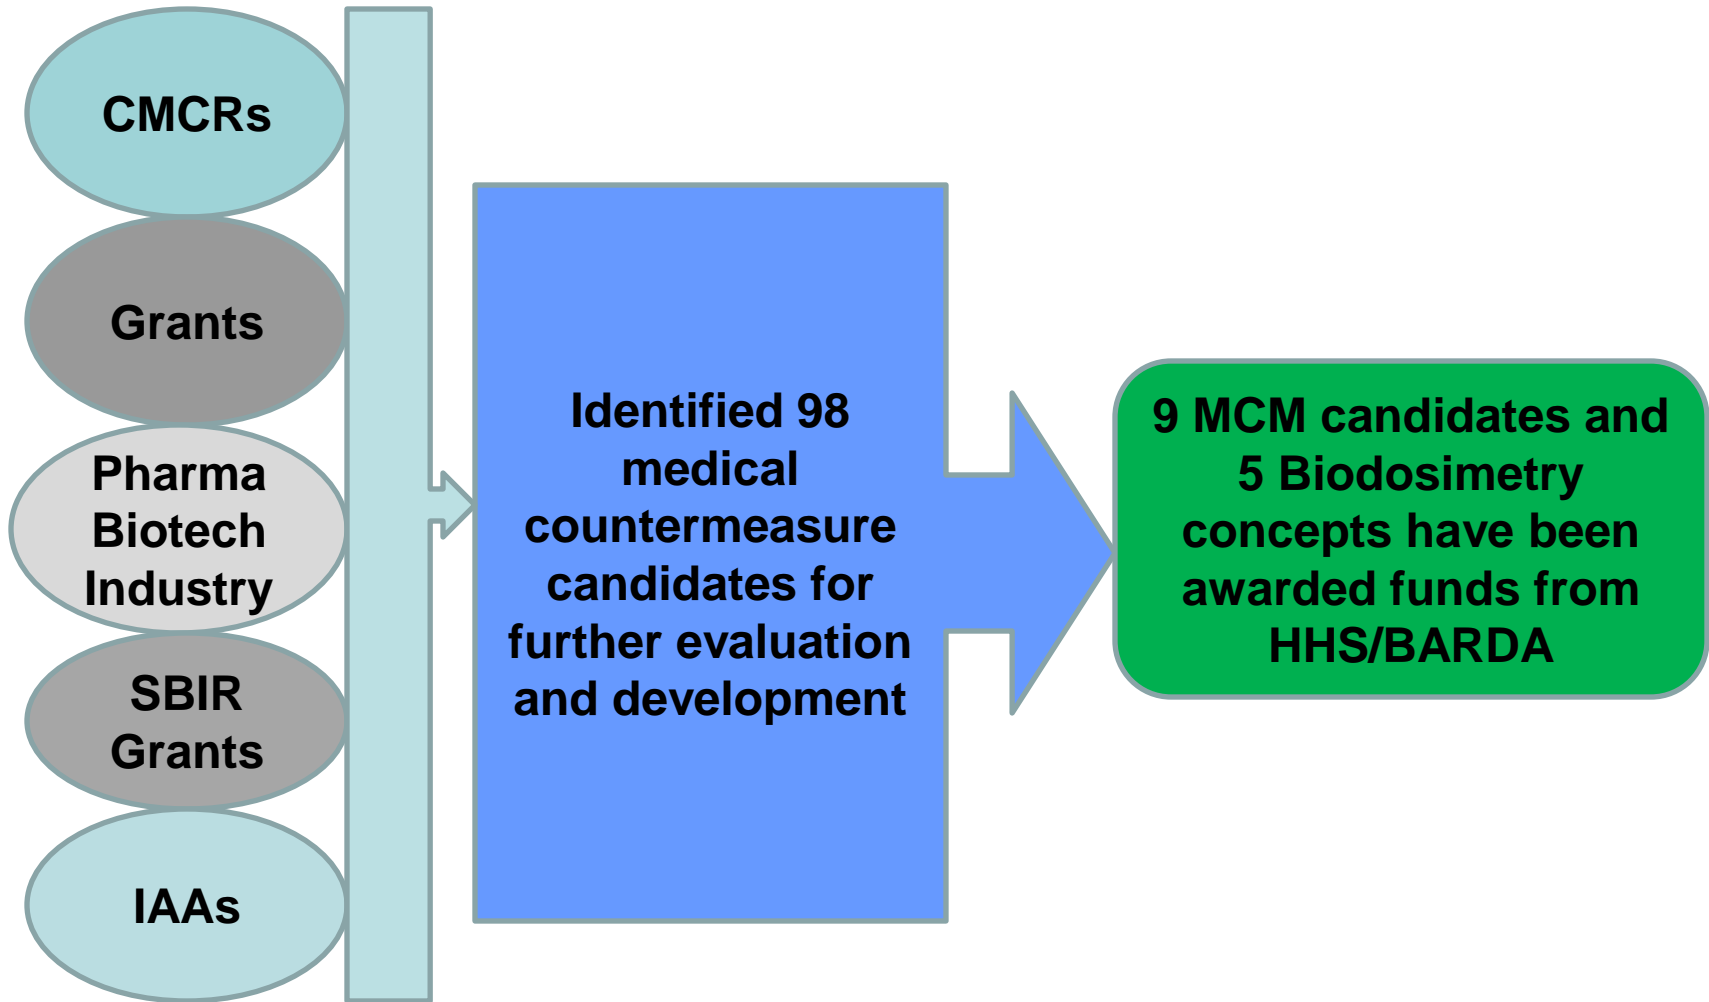 CMCRs
Grants
Pharma
Biotech
Industry
SBIR
Grants
IAAs
Identified 98
medical
countermeasure
candidates for
further evaluation
and development
9 MCM candidates and
5 Biodosimetry
concepts have been
awarded funds from
HHS/BARDA